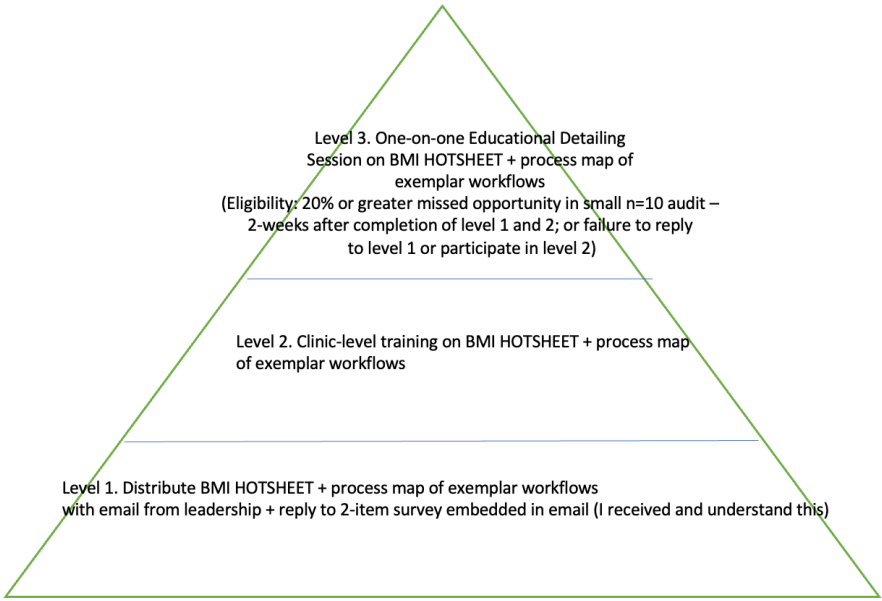 Level 3. One-on-one Educational Detailing
Session on BMI HOTSHEET + process map of
exemplar workflows
(Eligibility: 20% or greater missed opportunity in small n=10 audit –
2-weeks after completion of level 1 and 2; or failure to reply
to level 1 or participate in level 2)
Level 2. Clinic-level training on BMI HOTSHEET + process map
of exemplar workflows
Level 1. Distribute BMI HOTSHEET + process map of exemplar workflows
with email from leadership + reply to 2-item survey embedded in email (I received and understand this)